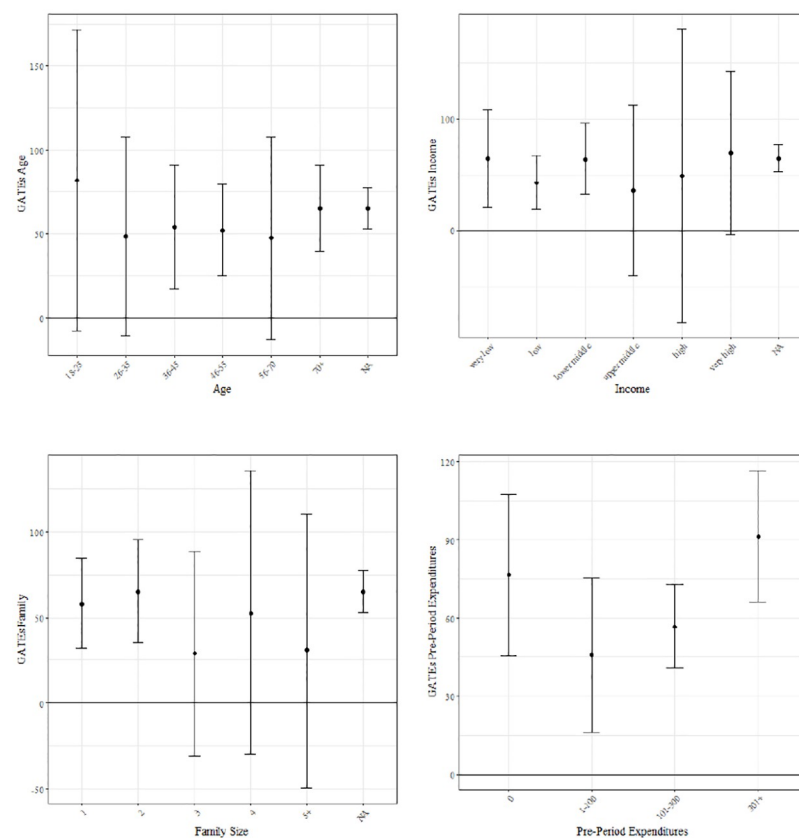 GATEs Age
150
100
50
0
18-25
26-35
36-45
46-55
56-70
70+
NA
Age
GATEs Income
100
0
very low
low
lower middle
upper middle
high
very high
NA
Income
GATEs Family
100
50
0
-50
1
2
3
4
5+
NA
Family Size
GATEs Pre-Period Expenditures
120
90
60
30
0
0
1-100
301+
Pre-Period Expenditures